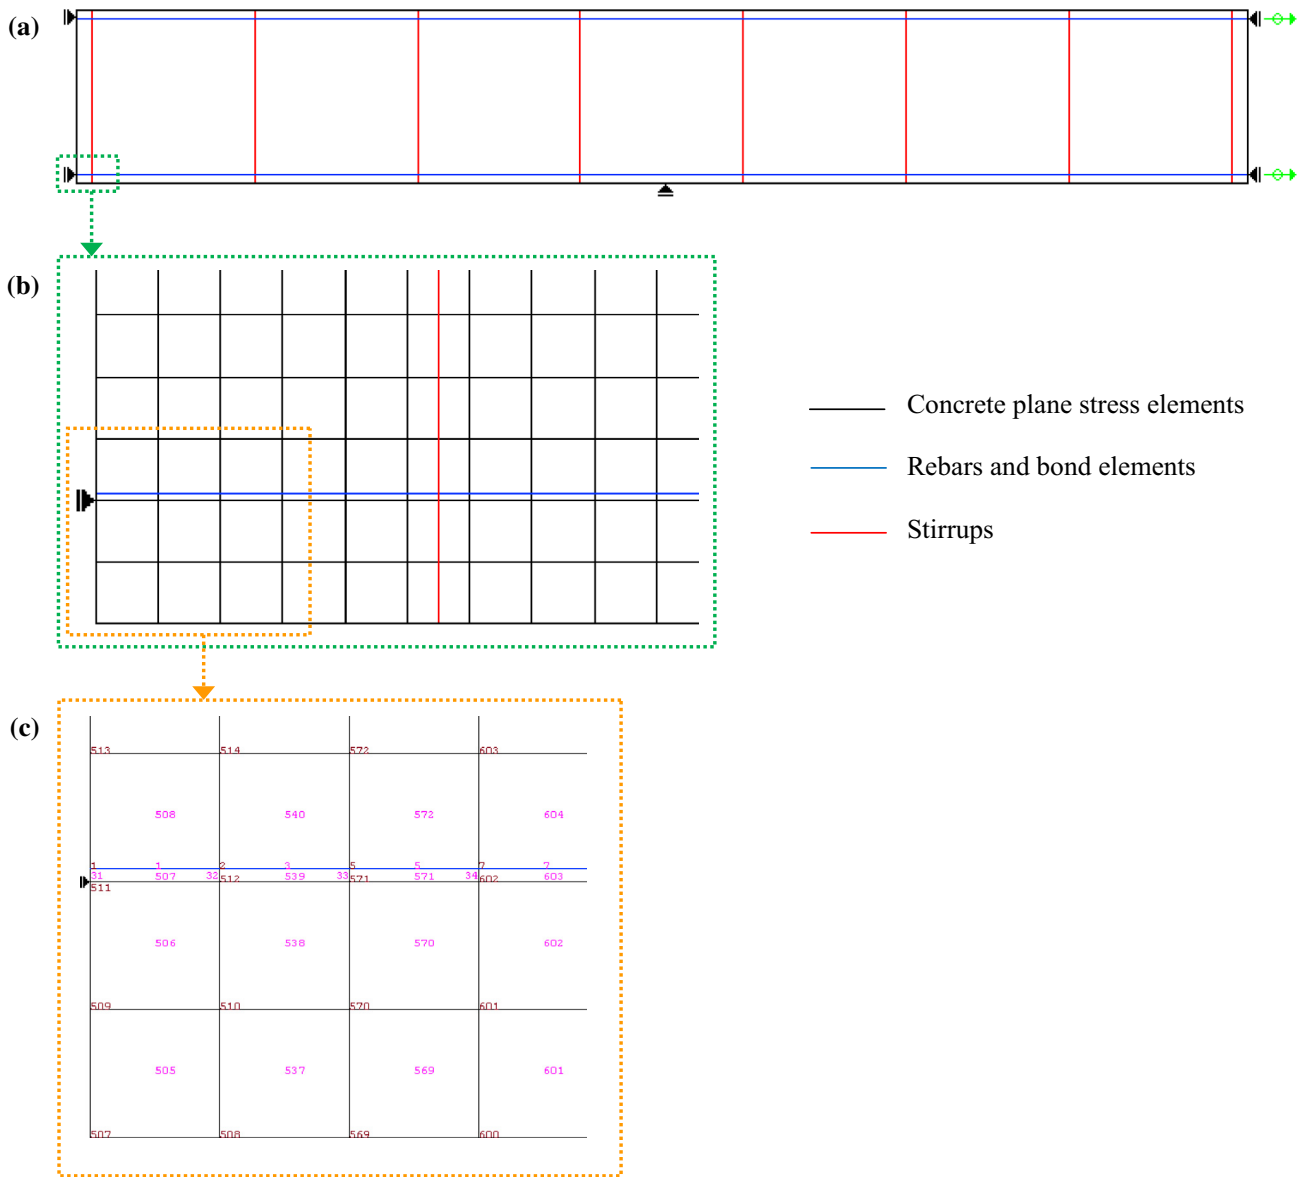 (a)
(b)
Concrete plane stress elements
Rebars and bond elements
Stirrups
(c)
513 514 572 603
508 540 572 604
1 1 2 3 5 5 7 7
31 507 32 512 539 33 571 571 34 602 603
511
506 538 570 602
509 510 570 601
505 537 569 601
507 508 569 600